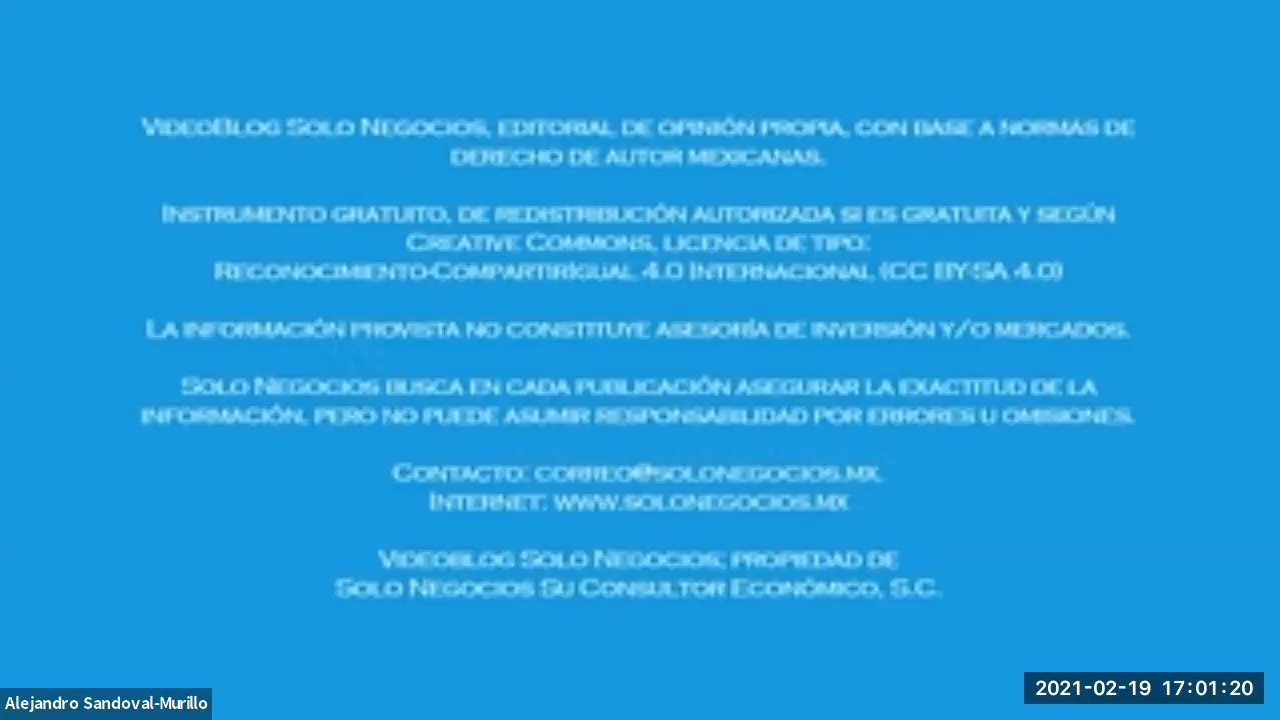 VideoBlog Solo Negocios, editorial de opinión propia, con base a normas de
derecho de autor mexicanas.
Instrumento gratuito, de redistribución autorizada si es gratuita y según
Creative Commons, licencia de tipo:
Reconocimiento-CompartirIgual 4.0 Internacional (CC BY-SA 4.0)
La información provista no constituye asesoría de inversión y/o mercados.
Solo Negocios busca en cada publicación asegurar la exactitud de la
información, pero no puede asumir responsabilidad por errores u omisiones.
Contacto: correo@solonegocios.mx,
Internet: www.solonegocios.mx
Videoblog Solo Negocios; propiedad de
Solo Negocios Su Consultor Económico, S.C.
Alejandro Sandoval-Murillo
2021-02-19 17:01:20